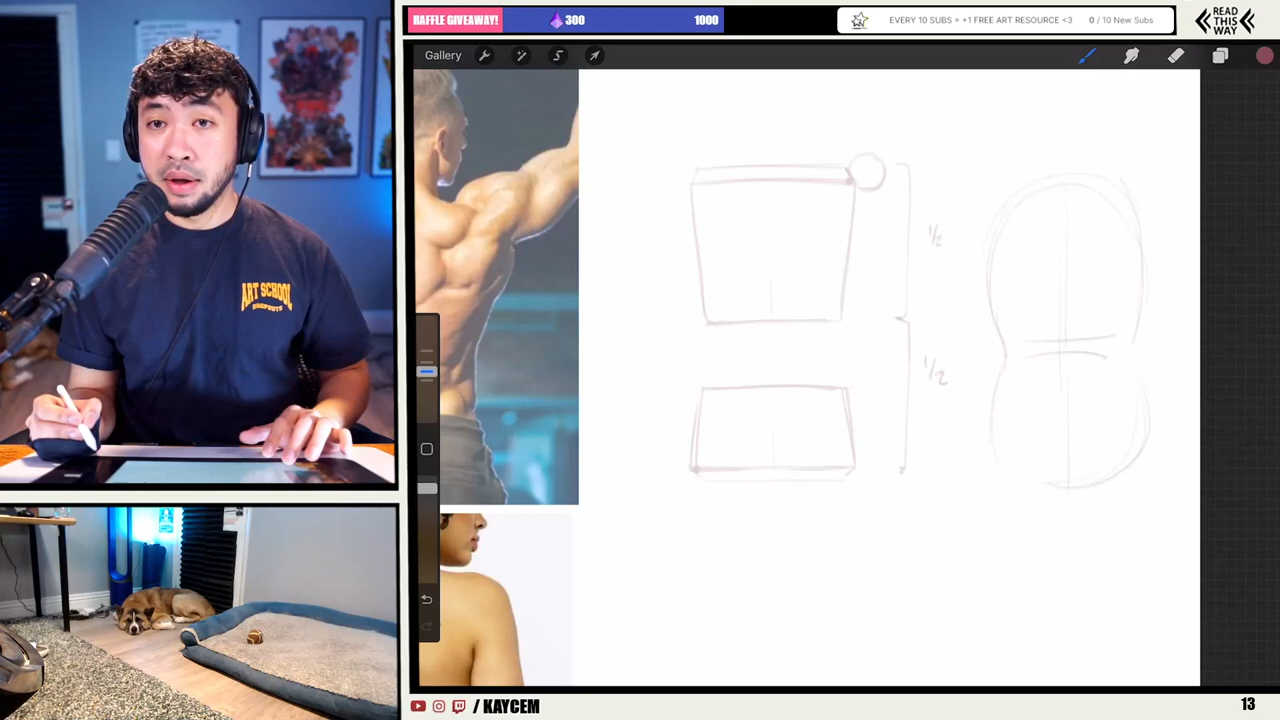 RAFFLE GIVEAWAY! 300 1000
EVERY 10 SUBS = +1 FREE ART RESOURCE <3 0 / 10 New Subs
READ
THIS
WAY
Gallery
1/2
1/2
ART SCHOOL
DROPOUTS
/ KAYCEM
13